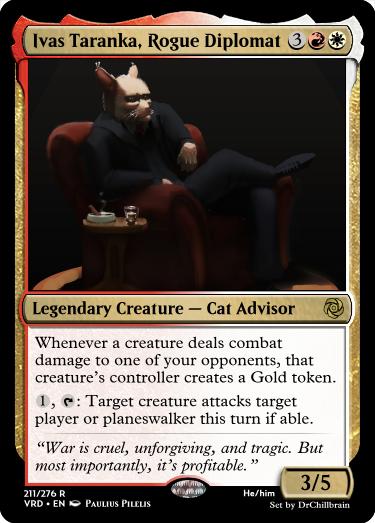 Ivas Taranka, Rogue Diplomat 3
Legendary Creature — Cat Advisor
Whenever a creature deals combat
damage to one of your opponents, that
creature's controller creates a Gold token.
1, : Target creature attacks target
player or planeswalker this turn if able.
“War is cruel, unforgiving, and tragic. But
most importantly, it's profitable.”
3/5
211/276 R He/him
VRD • EN Paulius Pilelis Set by DrChillbrain